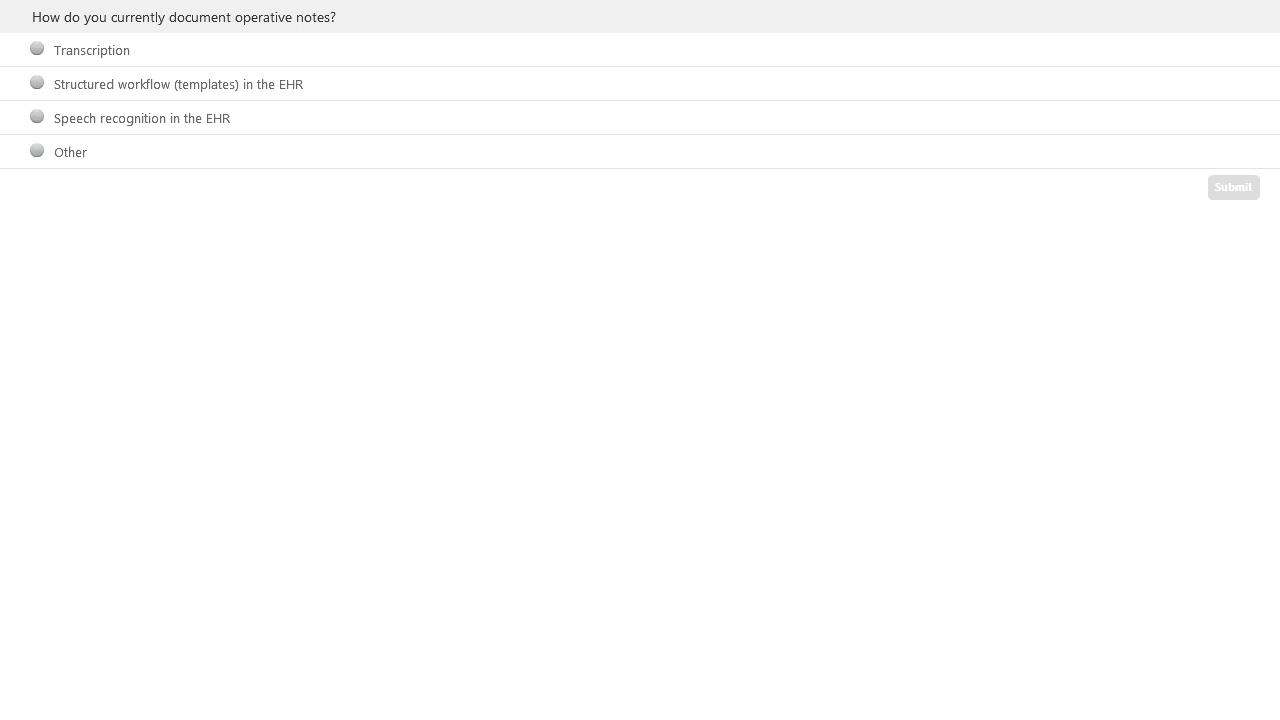 How do you currently document operative notes?
Transcription
Structured workflow (templates) in the EHR
Speech recognition in the EHR
Other
Submit